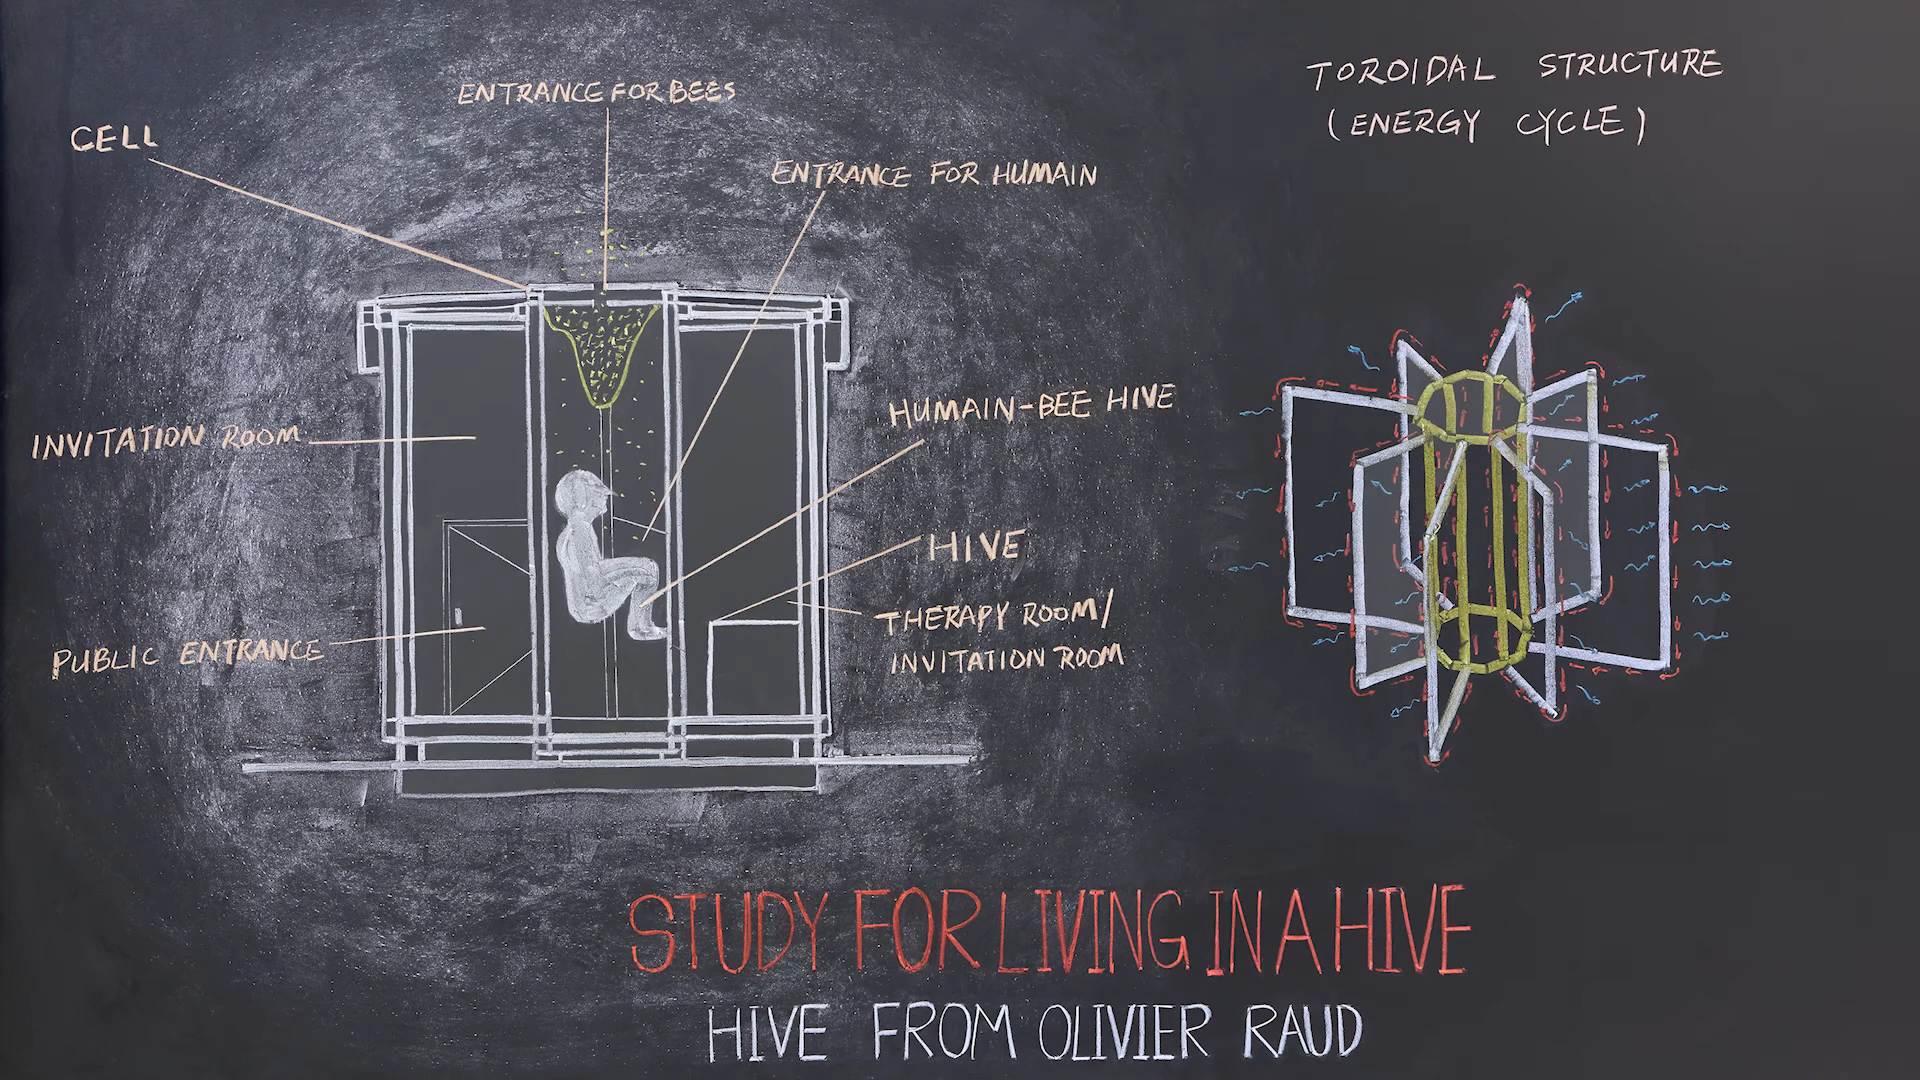 TOROIDAL STRUCTURE
(ENERGY CYCLE)
ENTRANCE FOR BEES
CELL
ENTRANCE FOR HUMAIN
HUMAIN-BEE HIVE
INVITATION ROOM
HIVE
THERAPY ROOM/
INVITATION ROOM
PUBLIC ENTRANCE
STUDY FOR LIVING IN A HIVE
HIVE FROM OLIVIER RAUD